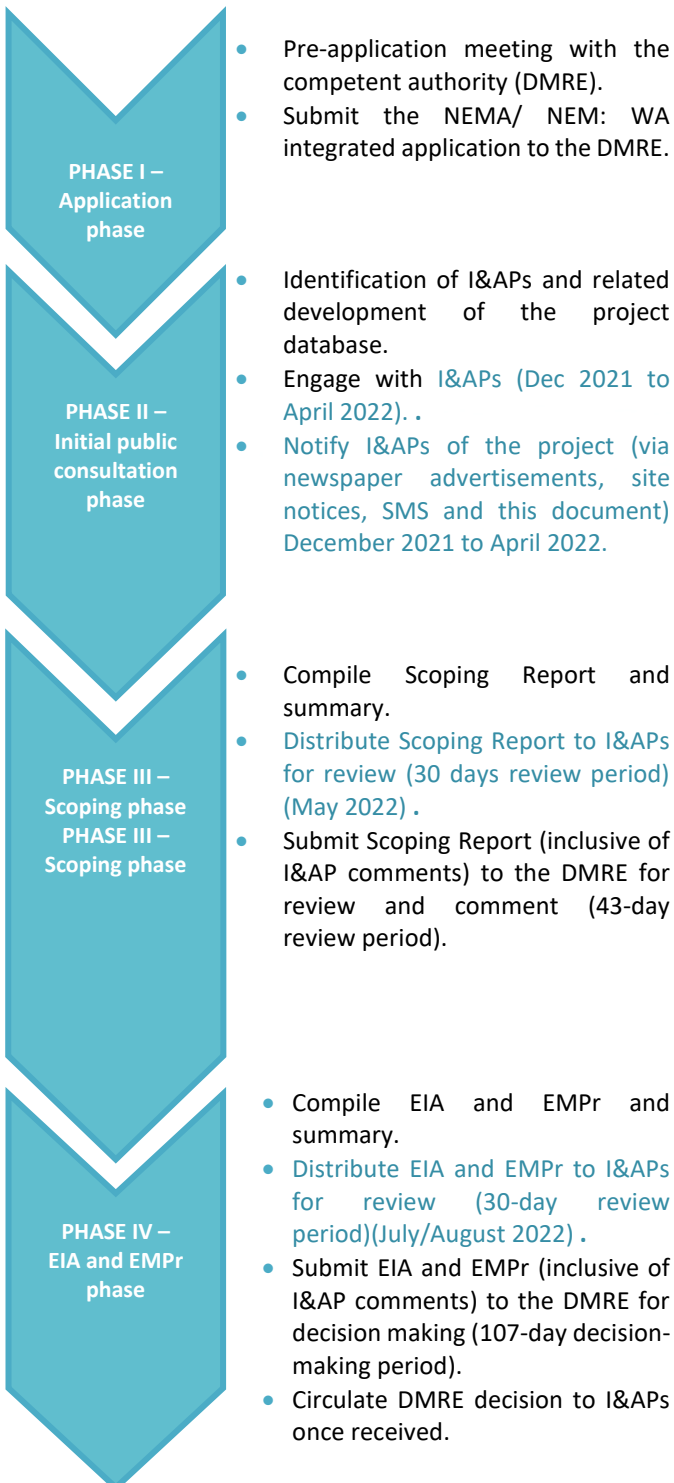 PHASE I –
Application
phase
• Pre-application meeting with the
competent authority (DMRE).
• Submit the NEMA/ NEM: WA
integrated application to the DMRE.
PHASE II –
Initial public
consultation
phase
• Identification of I&APs and related
development of the project
database.
• Engage with I&APs (Dec 2021 to
April 2022). .
• Notify I&APs of the project (via
newspaper advertisements, site
notices, SMS and this document)
December 2021 to April 2022.
PHASE III –
Scoping phase
PHASE III –
Scoping phase
• Compile Scoping Report and
summary.
• Distribute Scoping Report to I&APs
for review (30 days review period)
(May 2022) .
• Submit Scoping Report (inclusive of
I&AP comments) to the DMRE for
review and comment (43-day
review period).
PHASE IV –
EIA and EMPr
phase
• Compile EIA and EMPr and
summary.
• Distribute EIA and EMPr to I&APs
for review (30-day review
period)(July/August 2022) .
• Submit EIA and EMPr (inclusive of
I&AP comments) to the DMRE for
decision making (107-day decision-
making period).
• Circulate DMRE decision to I&APs
once received.